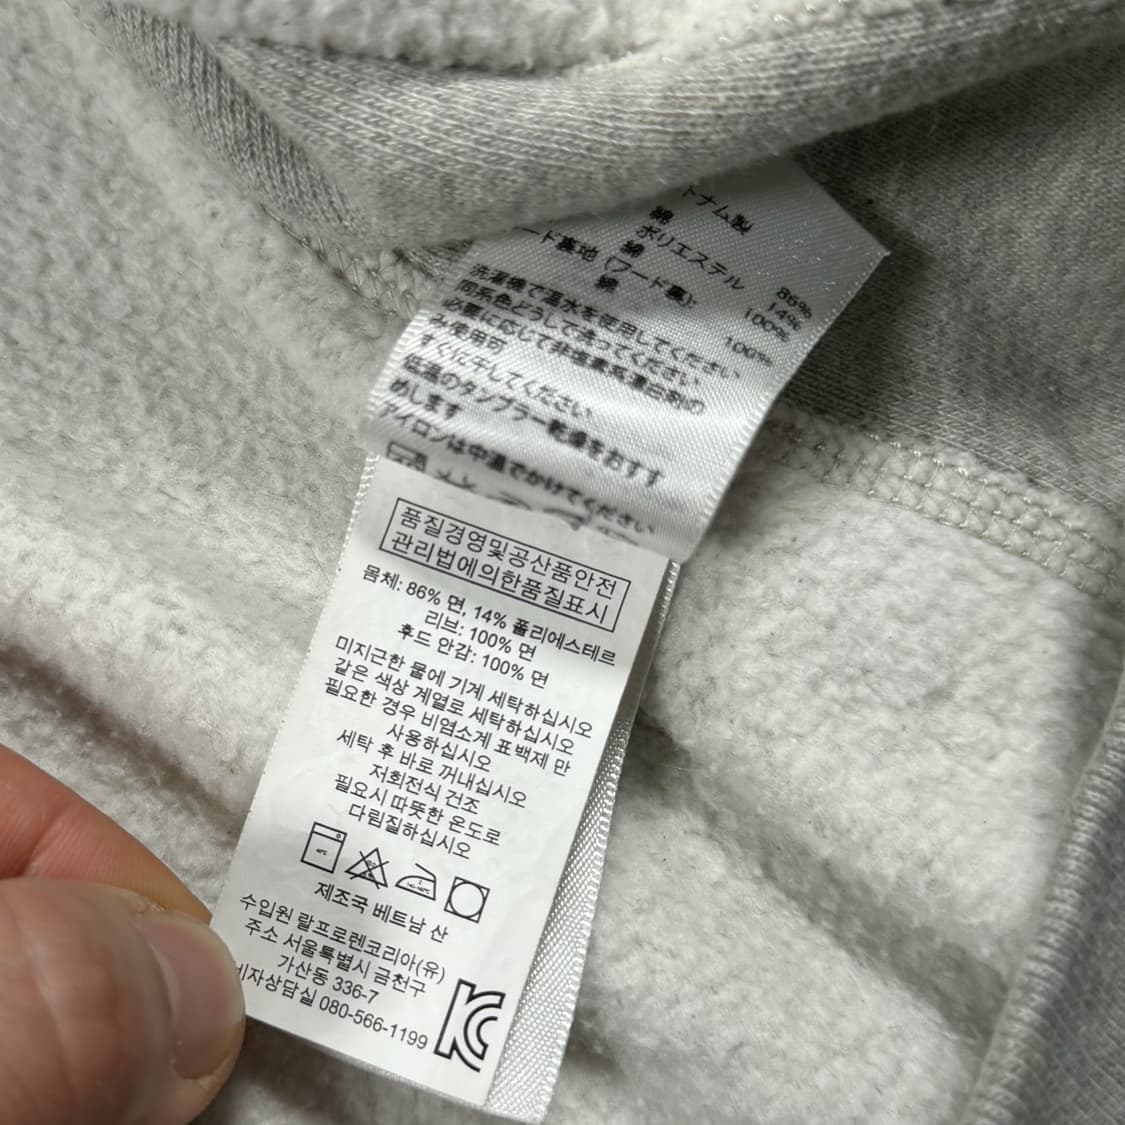 トナム製
綿 86%
ポリエステル 14%
綿 100%
ード裏地 (フード裏):
綿 100%
洗濯機で温水を使用してください
同系色どうしで洗ってください
必要に応じて非塩素系漂白剤の
み使用可
すぐに干してください
低温のタンブラー乾燥をおすす
めします
アイロンは中温でかけてください
품질경영및공산품안전
관리법에의한품질표시
몸체: 86% 면, 14% 폴리에스테르
리브: 100% 면
후드 안감: 100% 면
미지근한 물에 기계 세탁하십시오
같은 색상 계열로 세탁하십시오
필요한 경우 비염소계 표백제 만
사용하십시오
세탁 후 바로 꺼내십시오
저회전식 건조
필요시 따뜻한 온도로
다림질하십시오
제조국 베트남 산
수입원 랄프로렌코리아(유)
주소 서울특별시 금천구
가산동 336-7
비자상담실 080-566-1199